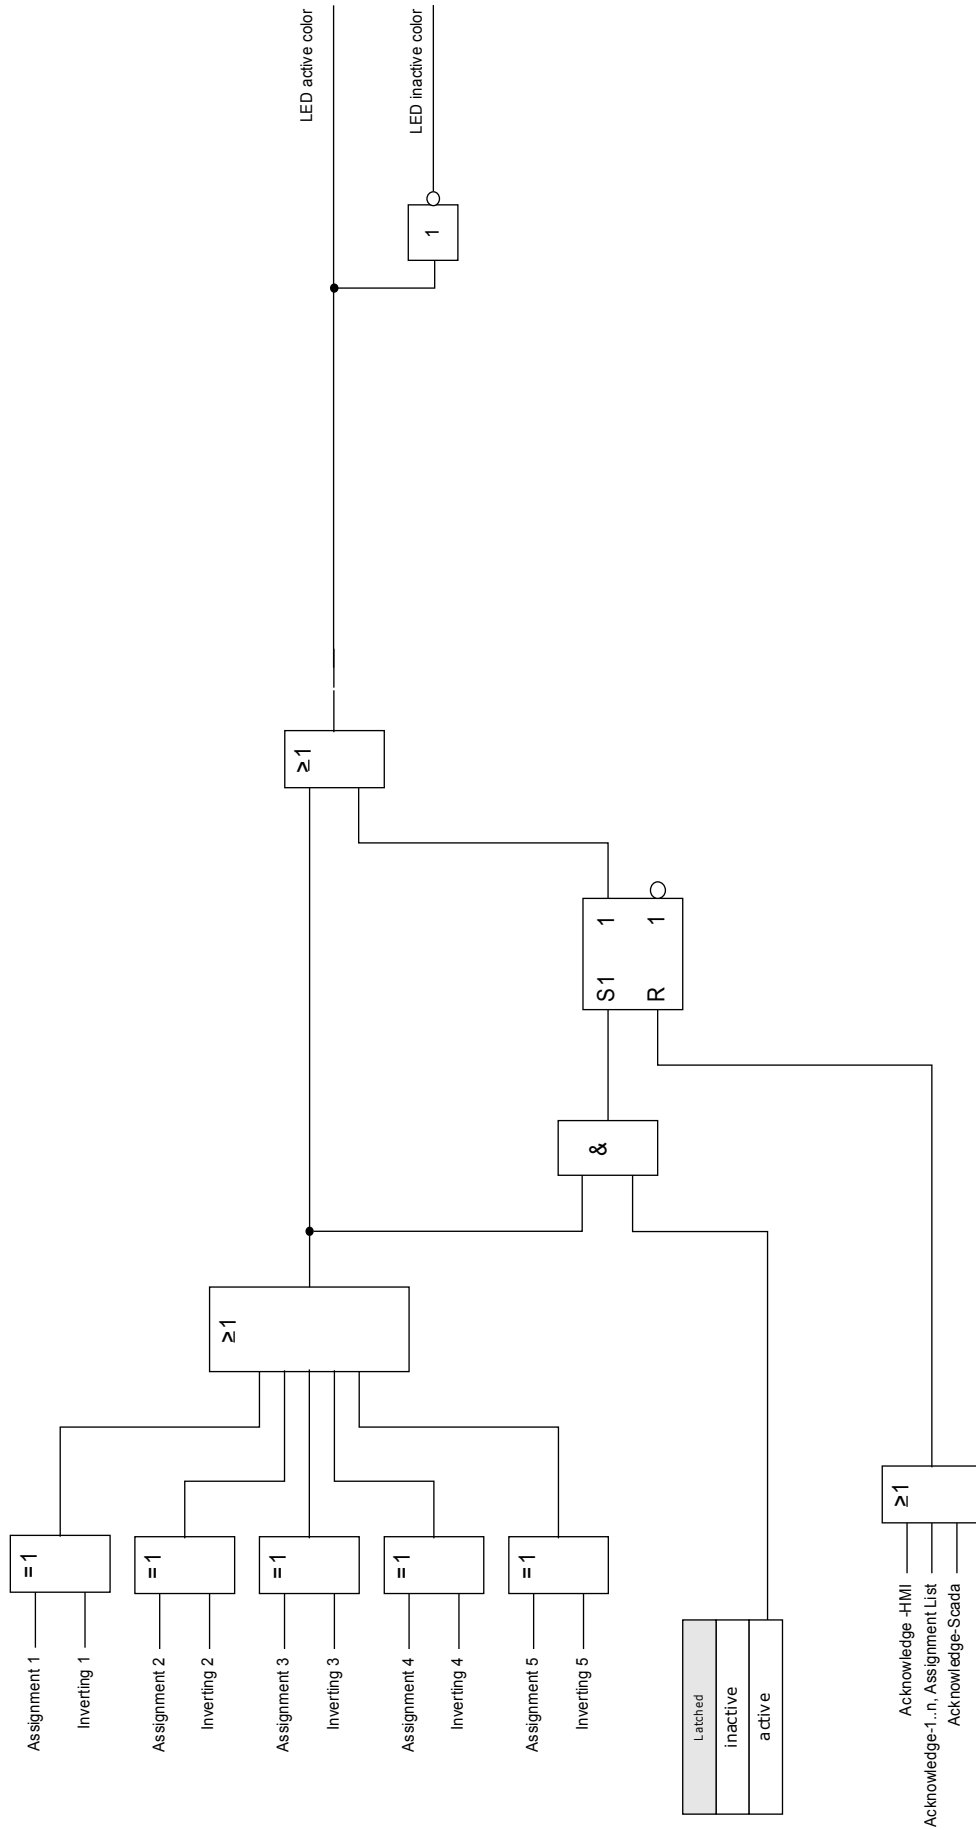 Assignment 1
Inverting 1
=1
Assignment 2
Inverting 2
=1
Assignment 3
Inverting 3
=1
Assignment 4
Inverting 4
=1
Assignment 5
Inverting 5
=1
≥1
Latched
inactive
active
&
S1 1
R 1
≥1
Acknowledge -HMI
Acknowledge-1..n, Assignment List
Acknowledge-Scada
≥1
1
LED active color
LED inactive color